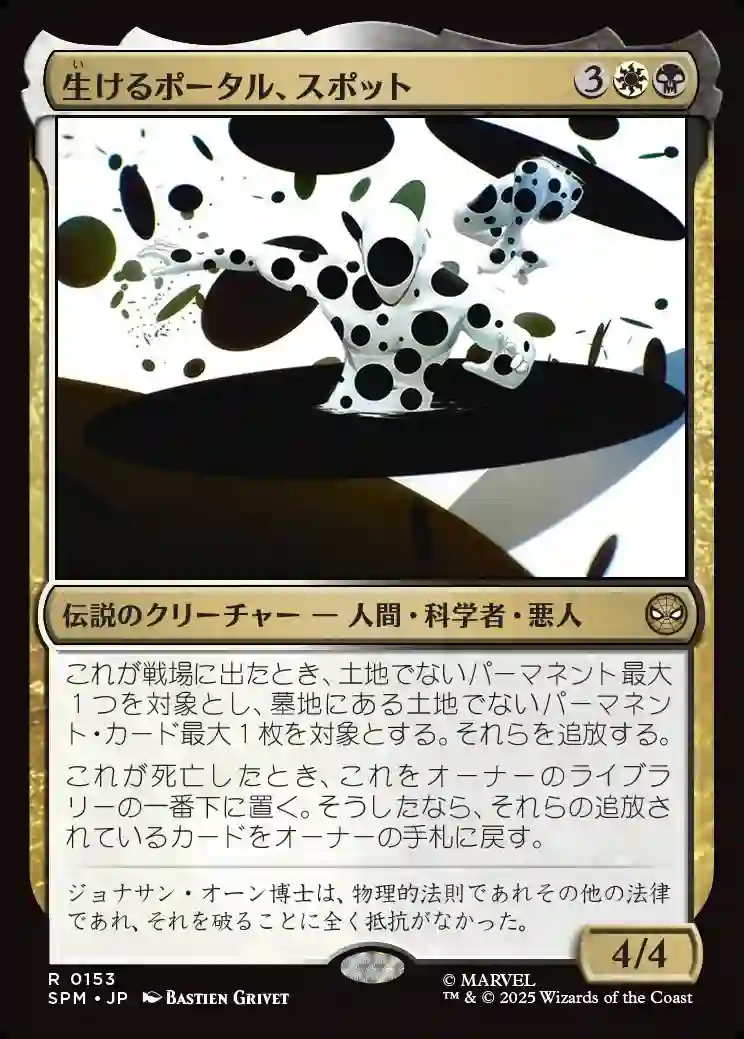 い
生けるポータル、スポット
3
伝説のクリーチャー — 人間・科学者・悪人
これが戦場に出たとき、土地でないパーマネント最大
1つを対象とし、墓地にある土地でないパーマネン
ト・カード最大1枚を対象とする。それらを追放する。
これが死亡したとき、これをオーナーのライブラ
リーの一番下に置く。そうしたなら、それらの追放さ
れているカードをオーナーの手札に戻す。
ジョナサン・オーン博士は、物理的法則であれその他の法律
であれ、それを破ることに全く抵抗がなかった。
4/4
R 0153
SPM • JP BASTIEN GRIVET
© MARVEL
™ & © 2025 Wizards of the Coast